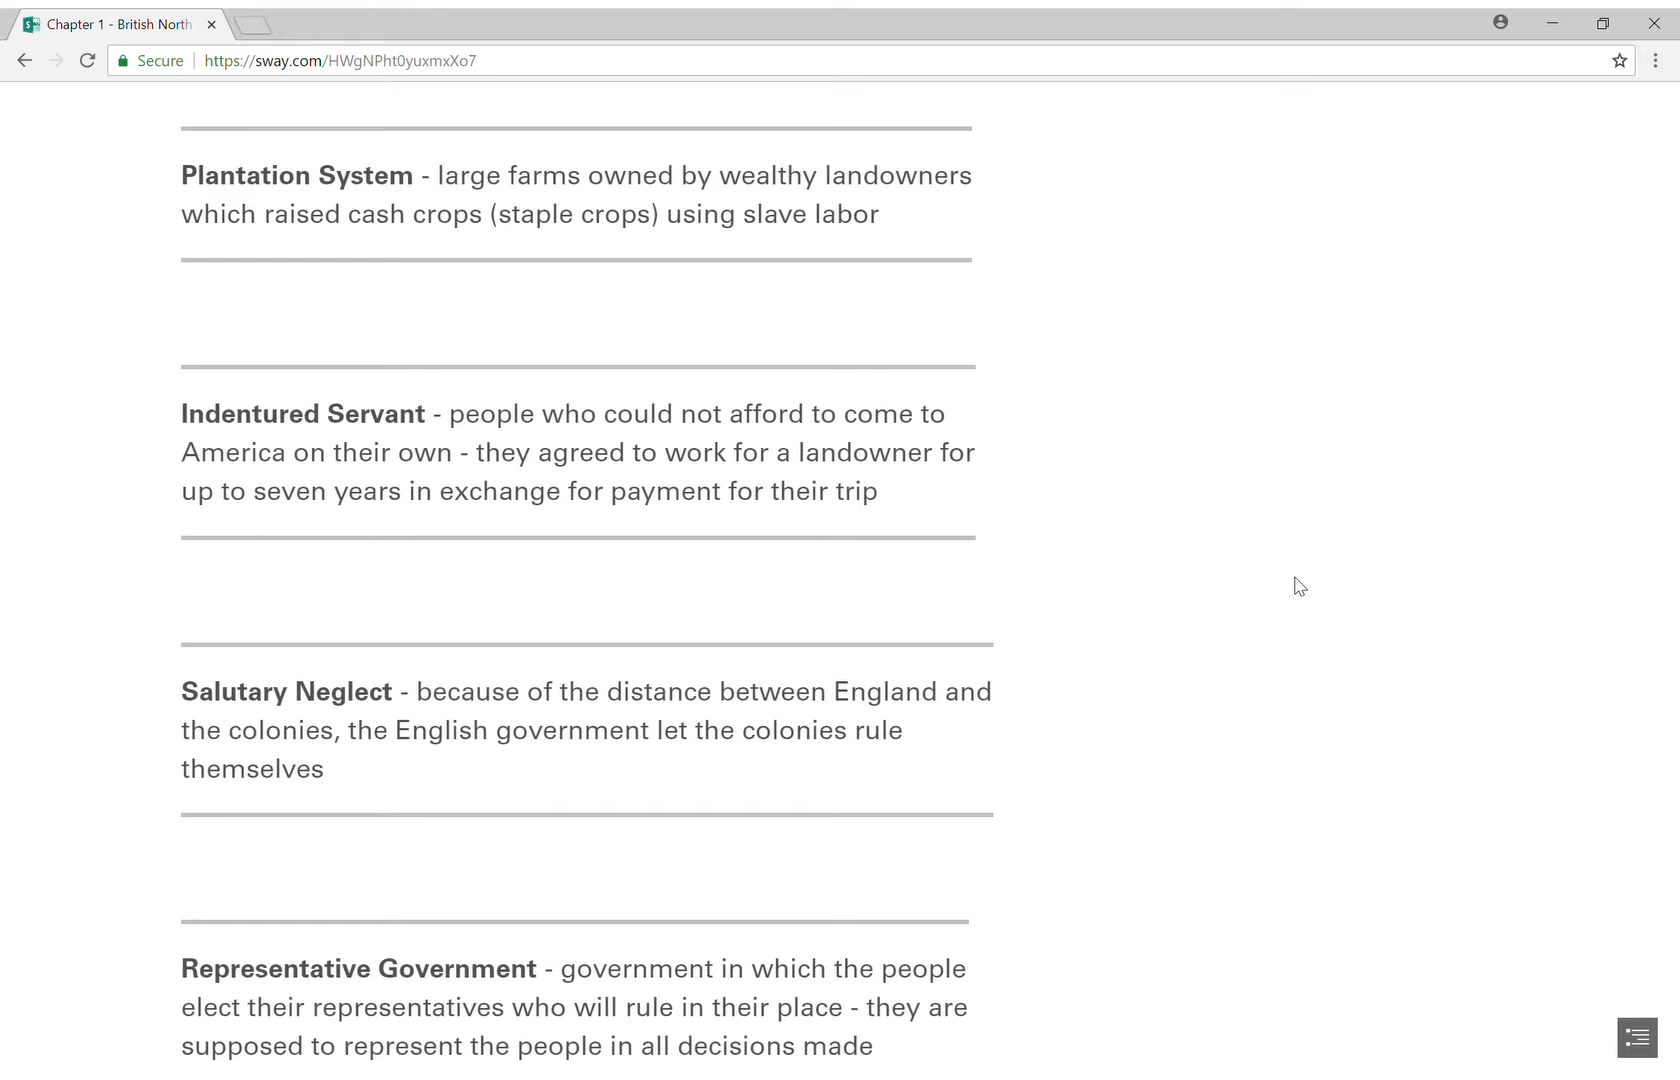 Chapter 1 - British North
Secure
https://sway.com/HWgNPht0yuxmxXo7
Plantation System - large farms owned by wealthy landowners
which raised cash crops (staple crops) using slave labor
Indentured Servant - people who could not afford to come to
America on their own - they agreed to work for a landowner for
up to seven years in exchange for payment for their trip
Salutary Neglect - because of the distance between England and
the colonies, the English government let the colonies rule
themselves
Representative Government - government in which the people
elect their representatives who will rule in their place - they are
supposed to represent the people in all decisions made